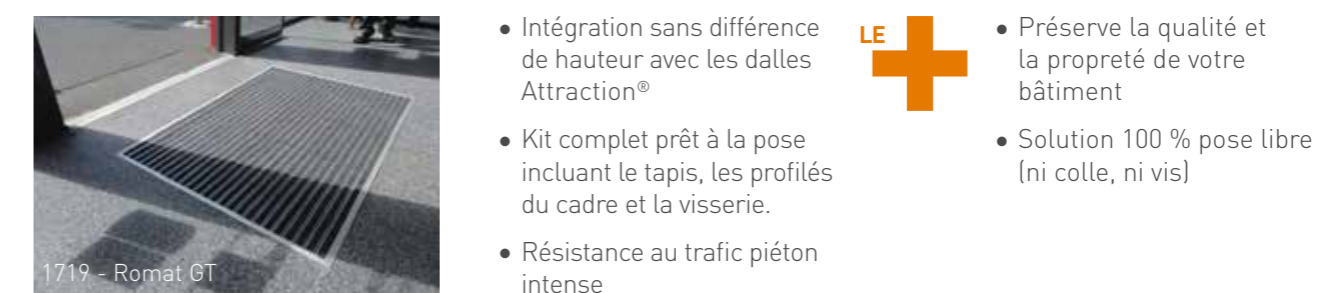 1719 - Romat GT
• Intégration sans différence
de hauteur avec les dalles
Attraction®
• Kit complet prêt à la pose
incluant le tapis, les profilés
du cadre et la visserie.
• Résistance au trafic piéton
intense
LE
• Préserve la qualité et
la propreté de votre
bâtiment
• Solution 100 % pose libre
(ni colle, ni vis)